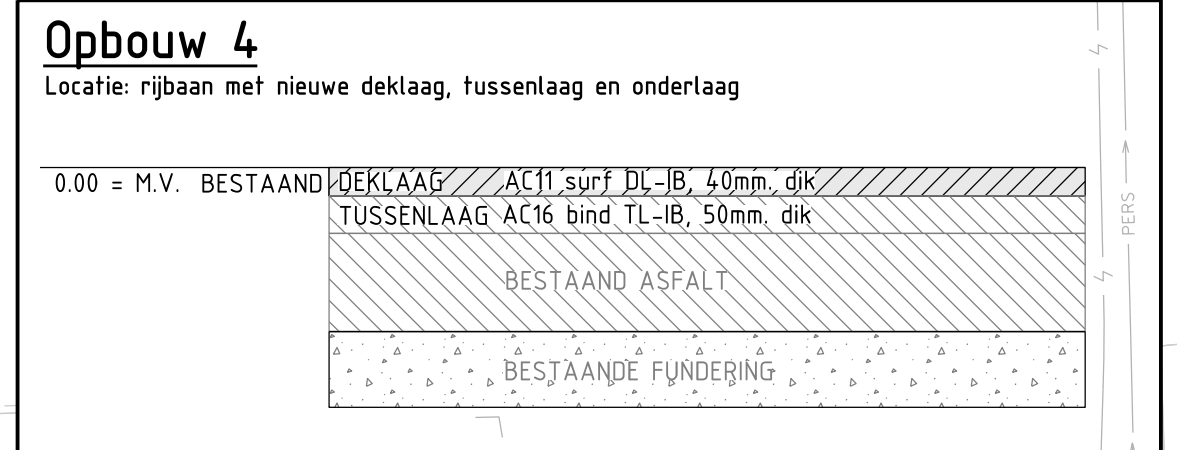 Opbouw 4
Locatie: rijbaan met nieuwe deklaag, tussenlaag en onderlaag
0.00 = M.V. BESTAAND DEKLAAG AC11 surf DL-IB, 40mm. dik
TUSSENLAAG AC16 bind TL-IB, 50mm. dik
BESTAAND ASFALT
BESTAANDE FUNDERING
PERS